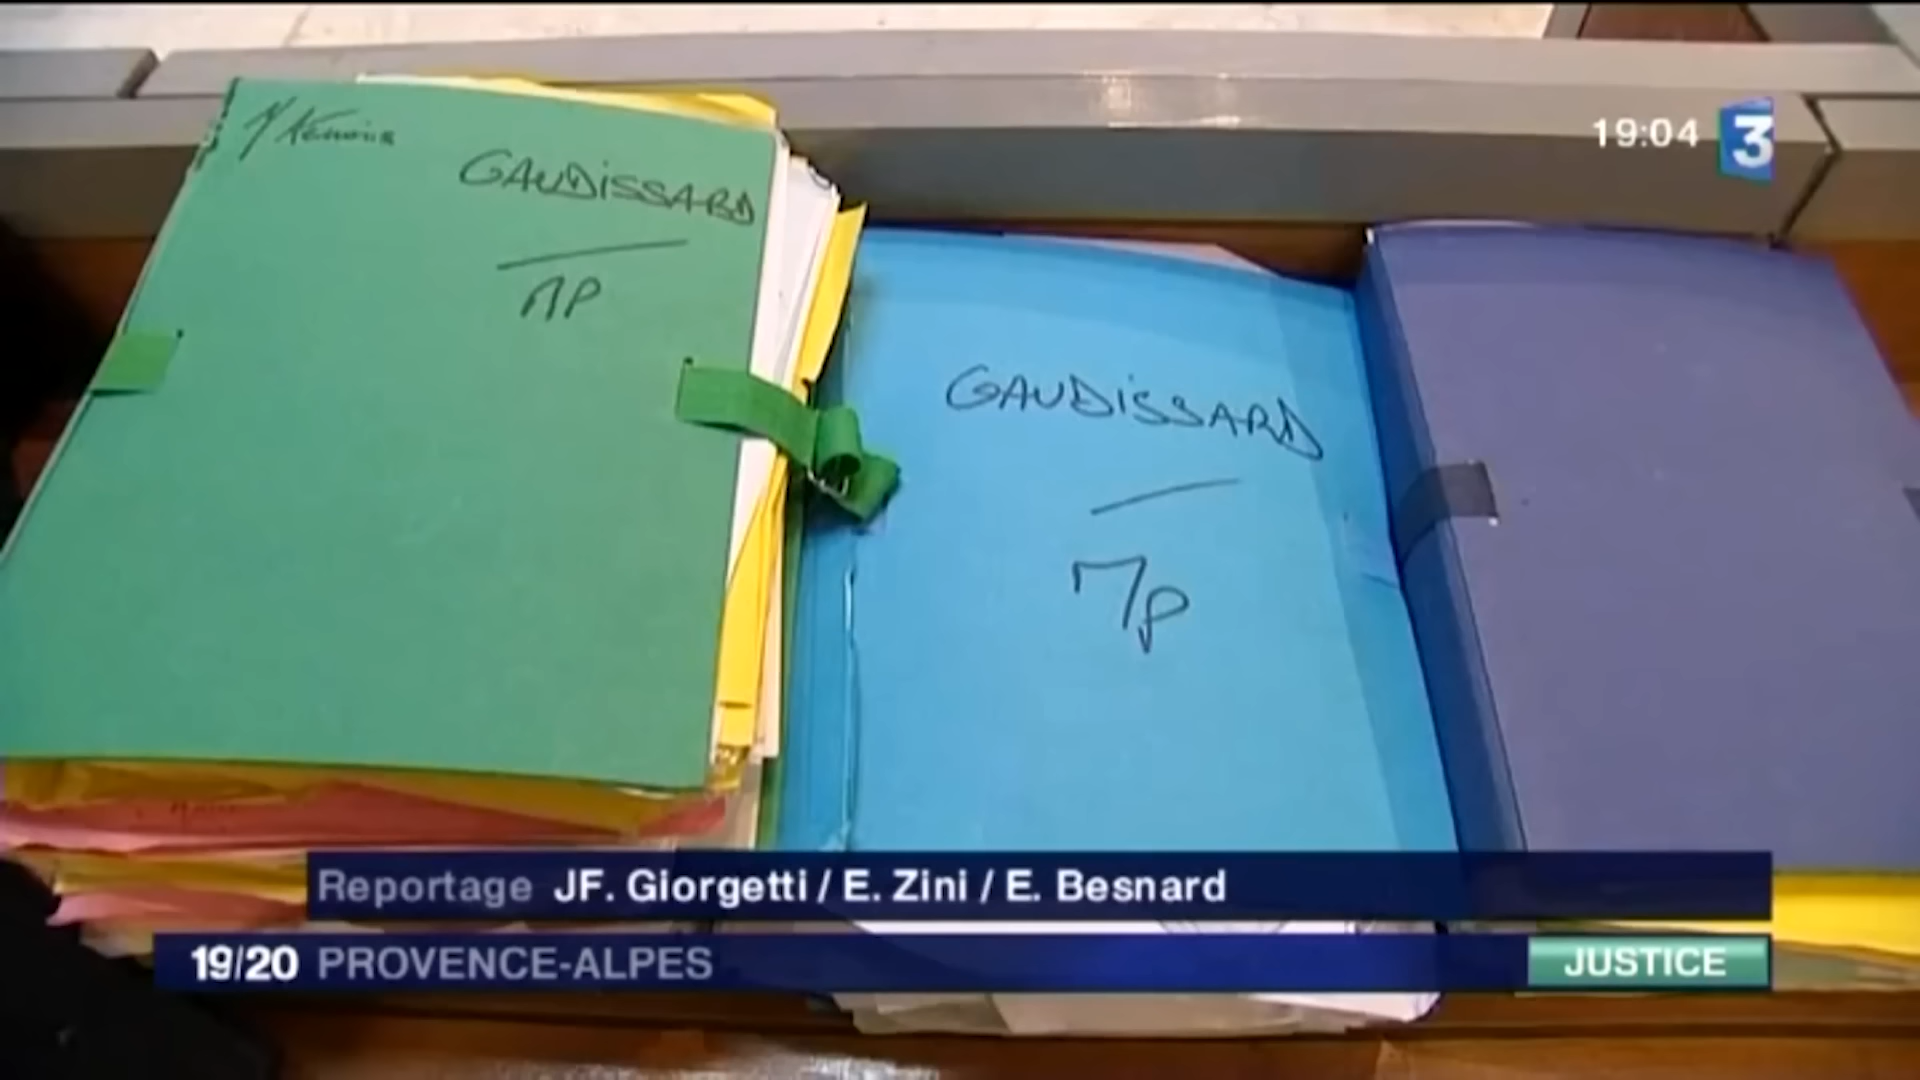 19:04 3
GAUDISSARD
MP
GAUDISSARD
MP
Reportage JF. Giorgetti / E. Zini / E. Besnard
19/20 PROVENCE-ALPES JUSTICE